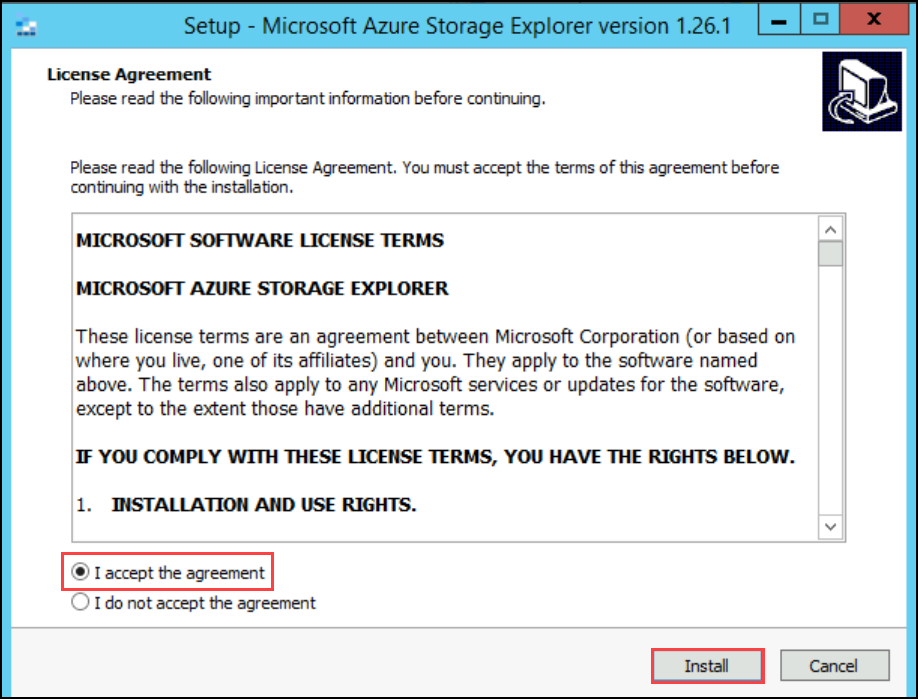 Setup - Microsoft Azure Storage Explorer version 1.26.1
License Agreement
Please read the following important information before continuing.
Please read the following License Agreement. You must accept the terms of this agreement before
continuing with the installation.
MICROSOFT SOFTWARE LICENSE TERMS
MICROSOFT AZURE STORAGE EXPLORER
These license terms are an agreement between Microsoft Corporation (or based on
where you live, one of its affiliates) and you. They apply to the software named
above. The terms also apply to any Microsoft services or updates for the software,
except to the extent those have additional terms.
IF YOU COMPLY WITH THESE LICENSE TERMS, YOU HAVE THE RIGHTS BELOW.
1. INSTALLATION AND USE RIGHTS.
I accept the agreement
I do not accept the agreement
Install Cancel